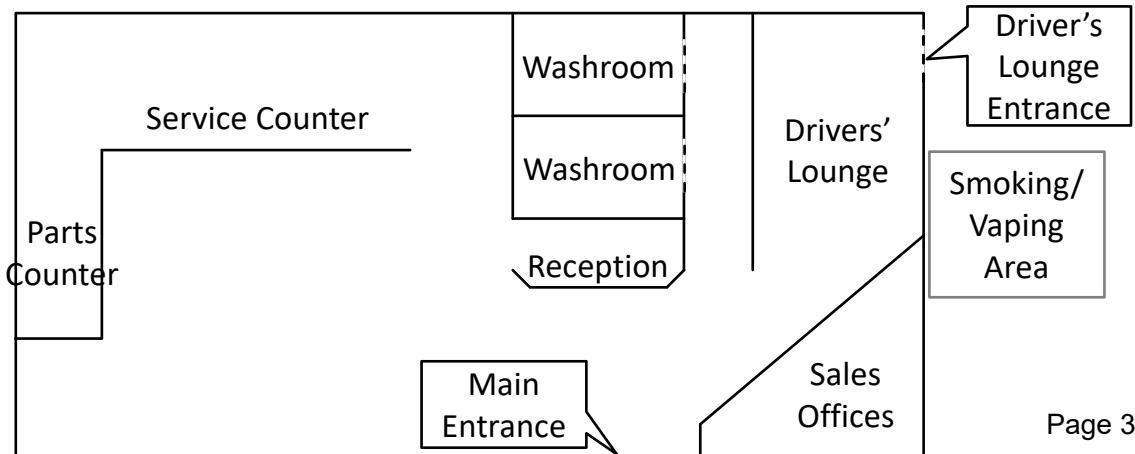 Service Counter
Parts
Counter
Washroom
Washroom
Reception
Drivers’
Lounge
Driver’s
Lounge
Entrance
Smoking/
Vaping
Area
Main
Entrance
Sales
Offices
Page 3